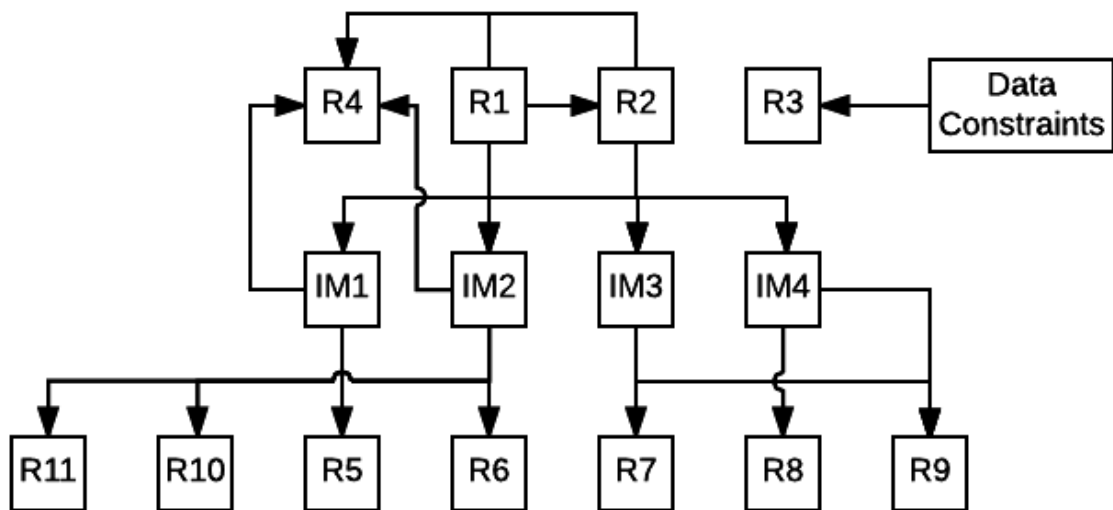 R4
R1
R2
R3
Data
Constraints
IM1
IM2
IM3
IM4
R11
R10
R5
R6
R7
R8
R9